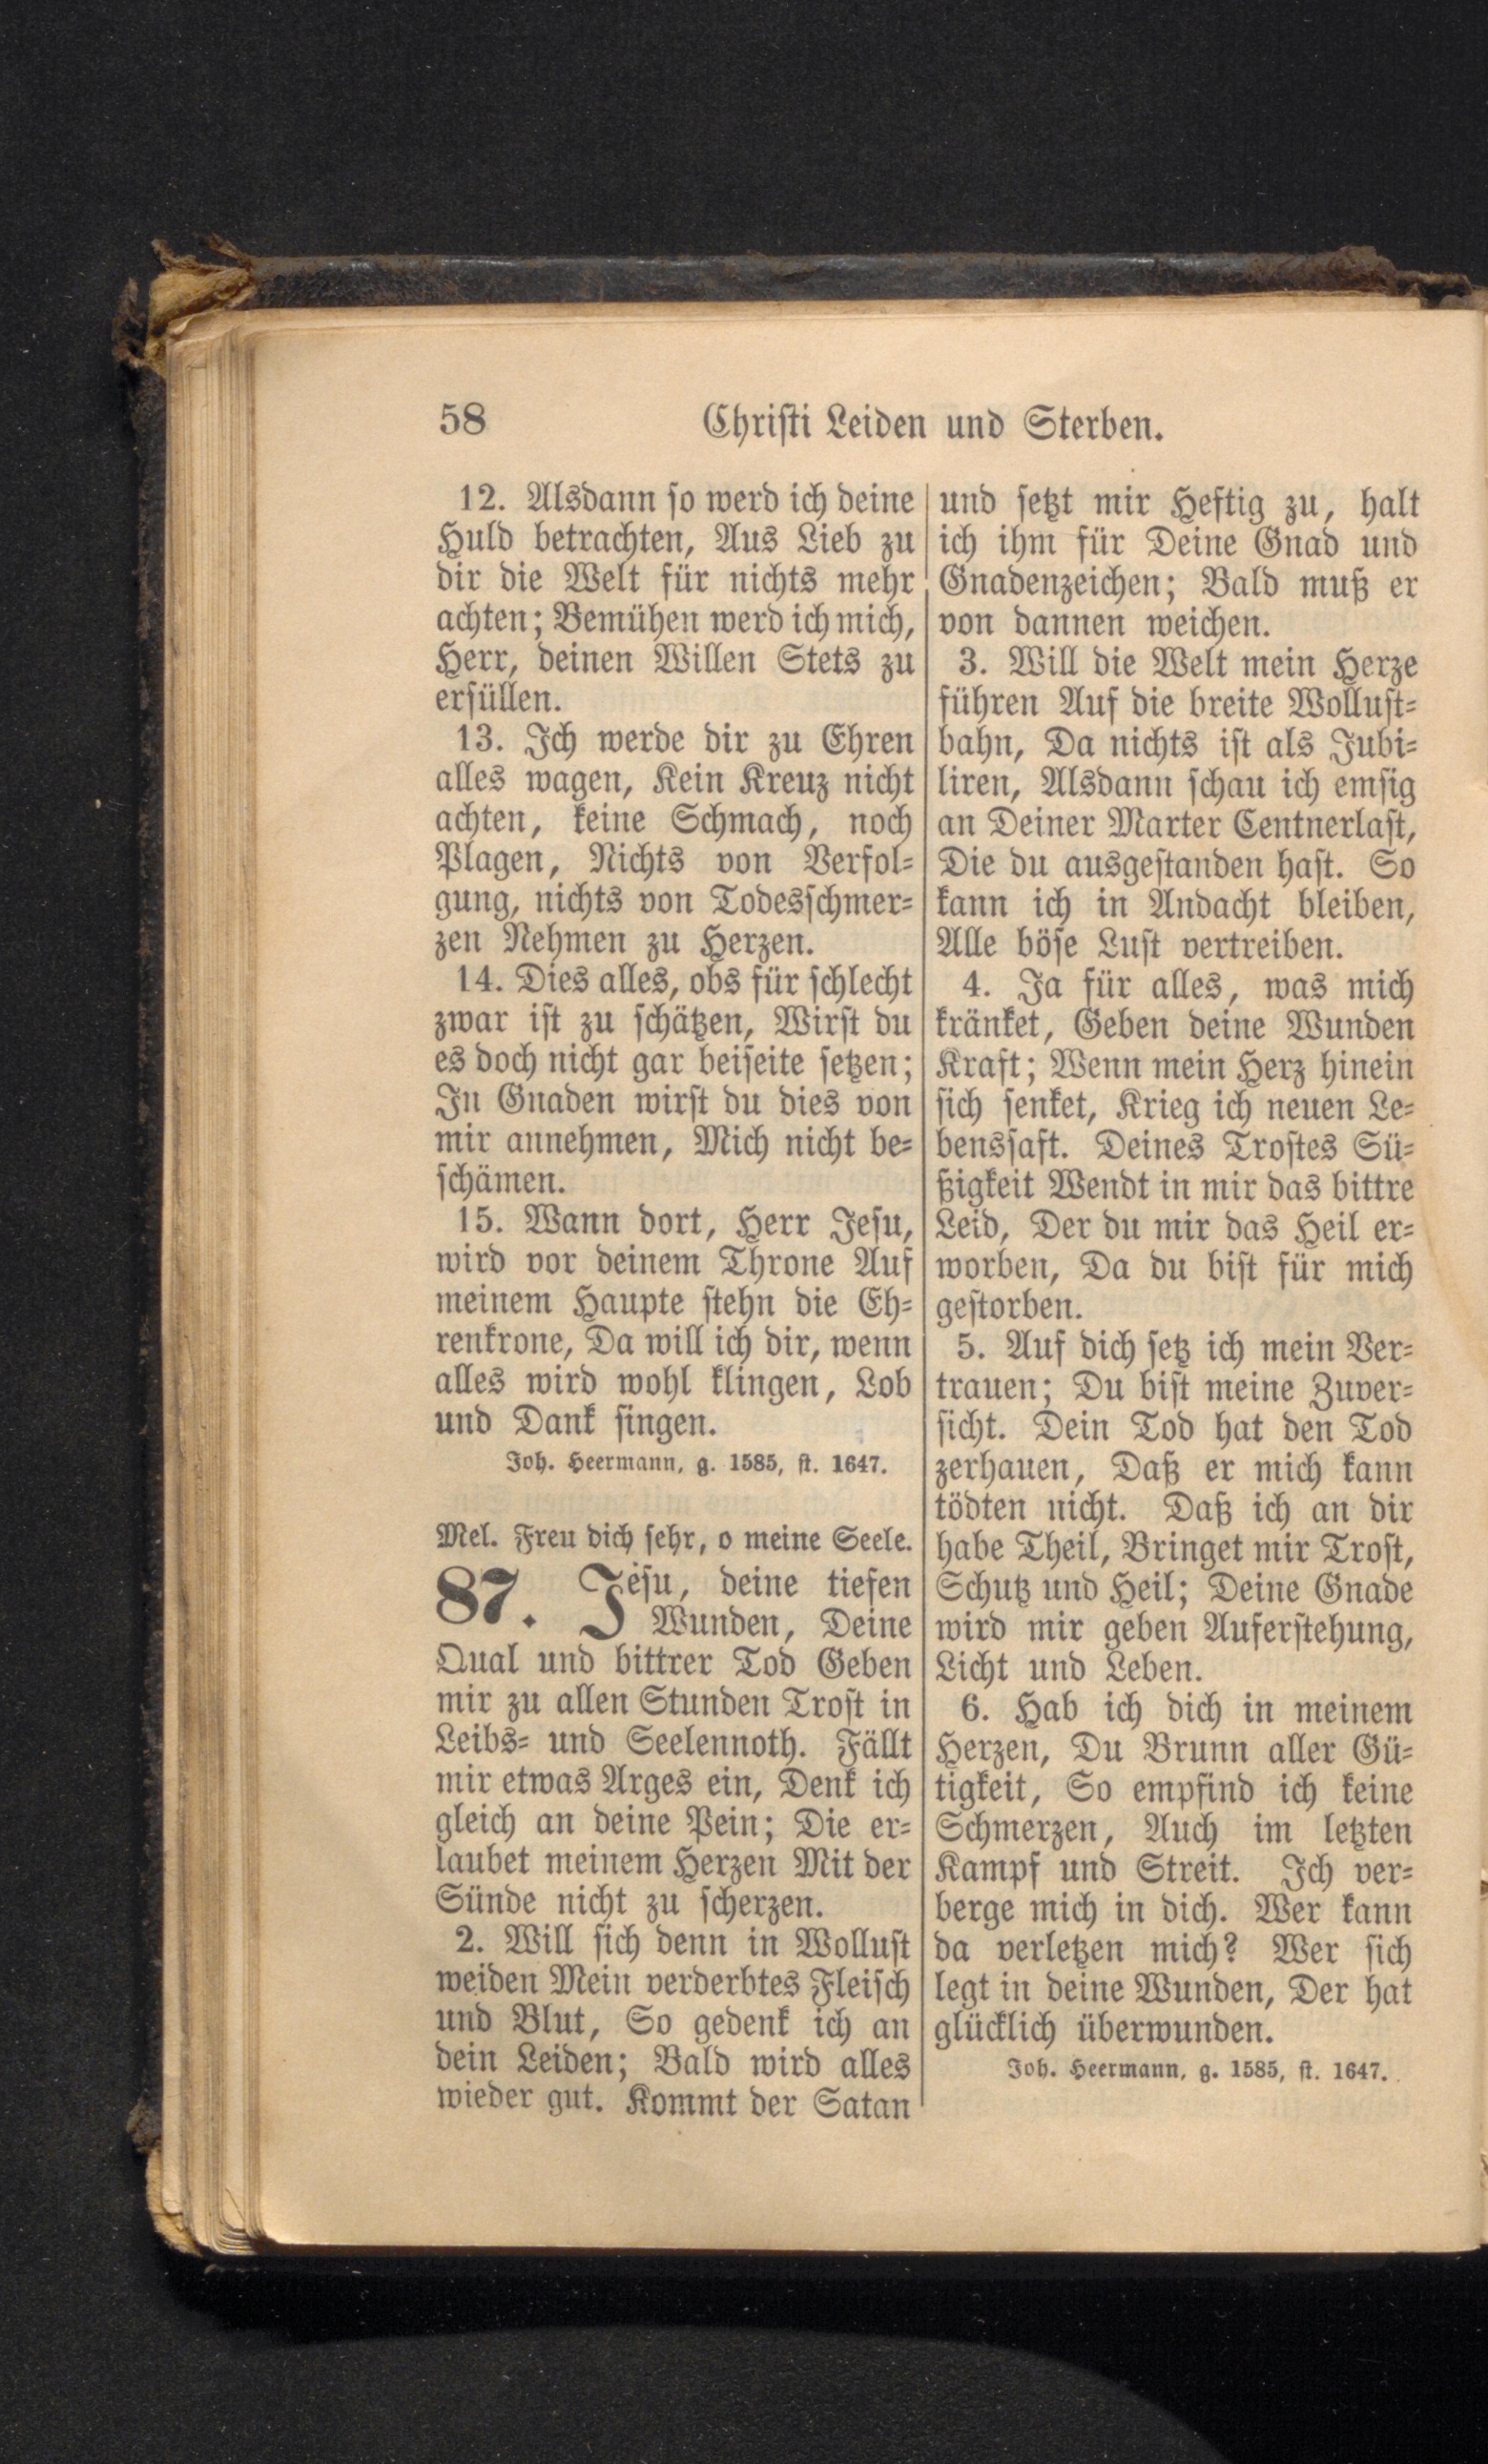 58
Christi Leiden und Sterben.
12. Alsdann so werd ich deine
Huld betrachten, Aus Lieb zu
dir die Welt für nichts mehr
achten; Bemühen werd ich mich,
Herr, deinen Willen Stets zu
erfüllen.
13. Ich werde dir zu Ehren
alles wagen, Kein Kreuz nicht
achten, keine Schmach, noch
Plagen, Nichts von Verfol=
gung, nichts von Todesschmer=
zen Nehmen zu Herzen.
14. Dies alles, obs für schlecht
zwar ist zu schätzen, Wirst du
es doch nicht gar beiseite setzen;
In Gnaden wirst du dies von
mir annehmen, Mich nicht be=
schämen.
15. Wann dort, Herr Jesu,
wird vor deinem Throne Auf
meinem Haupte stehn die Eh=
renkrone, Da will ich dir, wenn
alles wird wohl klingen, Lob
und Dank singen.
Joh. Heermann, g. 1585, st. 1647.
Mel. Freu dich sehr, o meine Seele.
87. Jesu, deine tiefen
Wunden, Deine
Qual und bittrer Tod Geben
mir zu allen Stunden Trost in
Leibs= und Seelennoth. Fällt
mir etwas Arges ein, Denk ich
gleich an deine Pein; Die er=
laubet meinem Herzen Mit der
Sünde nicht zu scherzen.
2. Will sich denn in Wollust
weiden Mein verderbtes Fleisch
und Blut, So gedenk ich an
dein Leiden; Bald wird alles
wieder gut. Kommt der Satan
und setzt mir Heftig zu, halt
ich ihm für Deine Gnad und
Gnadenzeichen; Bald muß er
von dannen weichen.
3. Will die Welt mein Herze
führen Auf die breite Wollust=
bahn, Da nichts ist als Jubi=
liren, Alsdann schau ich emsig
an Deiner Marter Centnerlast,
Die du ausgestanden hast. So
kann ich in Andacht bleiben,
Alle böse Lust vertreiben.
4. Ja für alles, was mich
kränket, Geben deine Wunden
Kraft; Wenn mein Herz hinein
sich senket, Krieg ich neuen Le=
benssaft. Deines Trostes Sü=
ßigkeit Wendt in mir das bittre
Leid, Der du mir das Heil er=
worben, Da du bist für mich
gestorben.
5. Auf dich setz ich mein Ver=
trauen; Du bist meine Zuver=
sicht. Dein Tod hat den Tod
zerhauen, Daß er mich kann
tödten nicht. Daß ich an dir
habe Theil, Bringet mir Trost,
Schutz und Heil; Deine Gnade
wird mir geben Auferstehung,
Licht und Leben.
6. Hab ich dich in meinem
Herzen, Du Brunn aller Gü=
tigkeit, So empfind ich keine
Schmerzen, Auch im letzten
Kampf und Streit. Ich ver=
berge mich in dich. Wer kann
da verletzen mich? Wer sich
legt in deine Wunden, Der hat
glücklich überwunden.
Joh. Heermann, g. 1585, st. 1647.